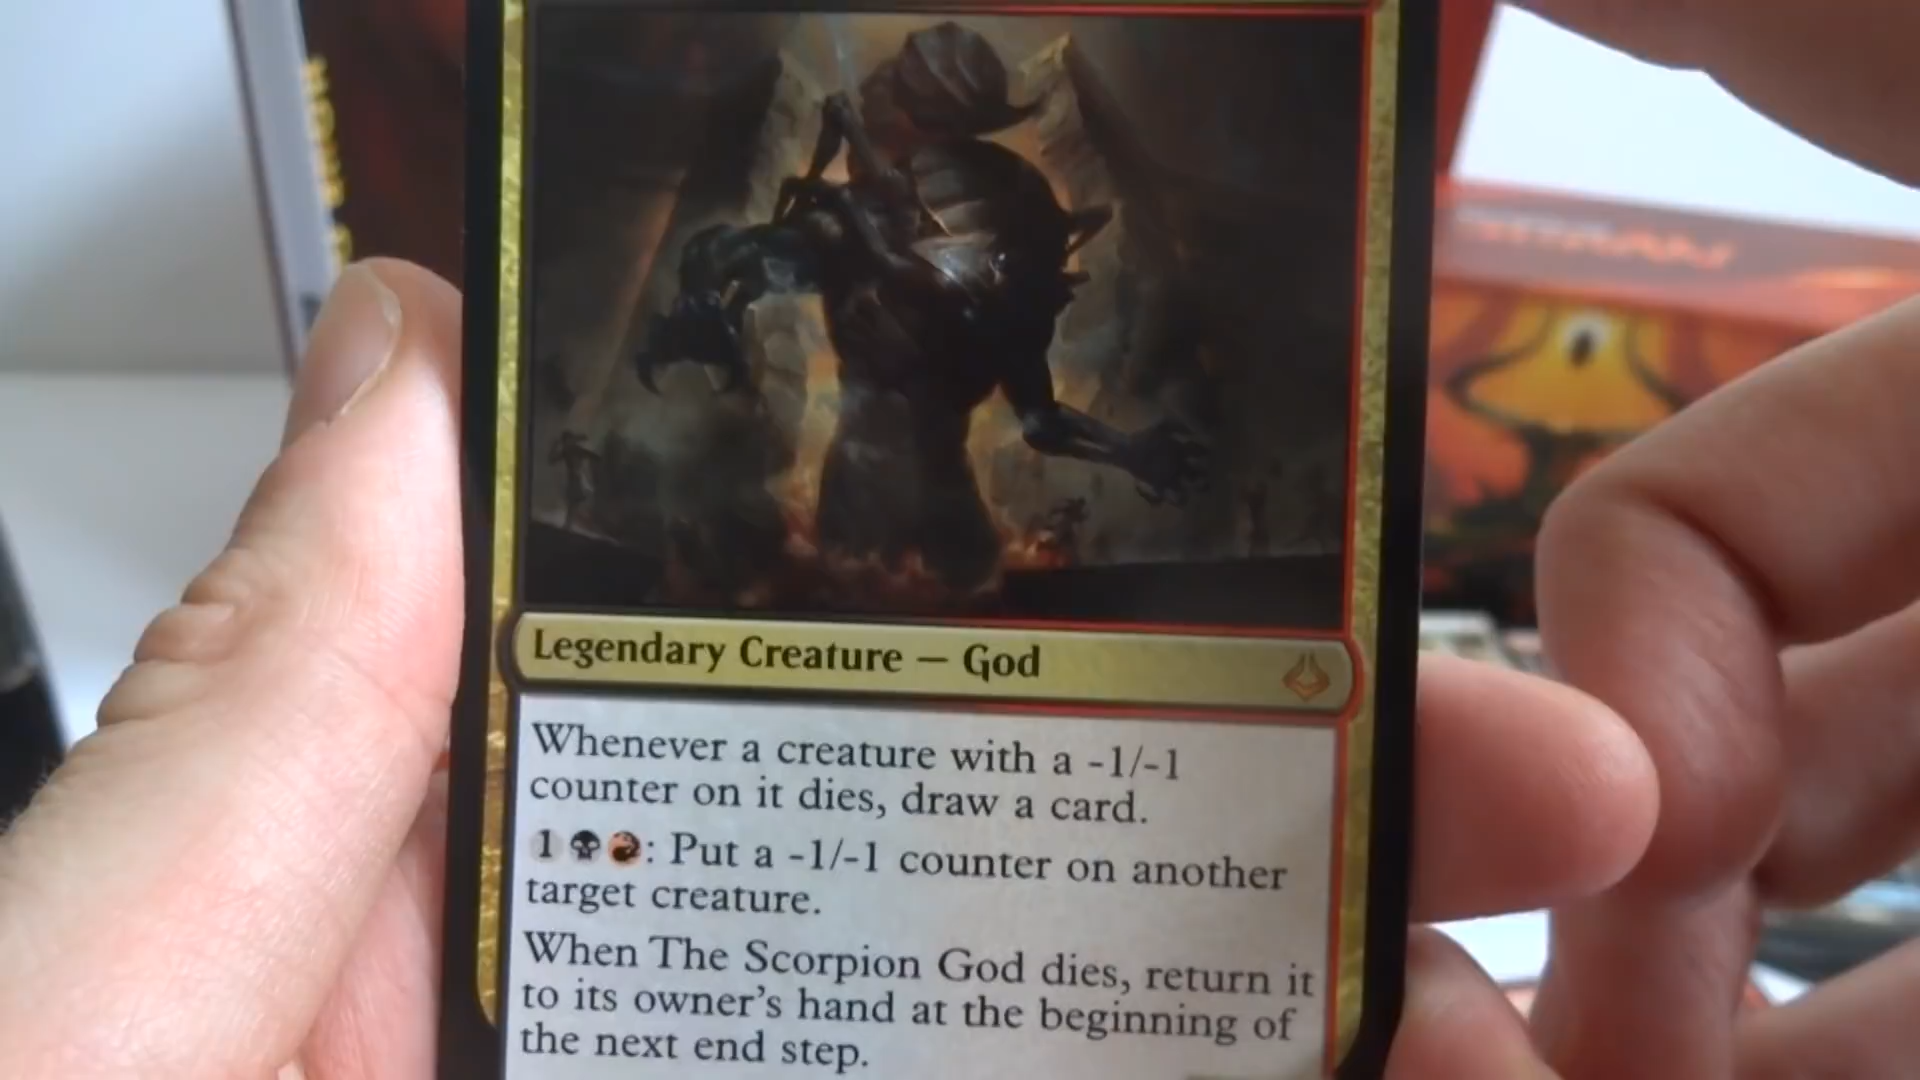 Legendary Creature — God
Whenever a creature with a -1/-1
counter on it dies, draw a card.
1: Put a -1/-1 counter on another
target creature.
When The Scorpion God dies, return it
to its owner's hand at the beginning of
the next end step.